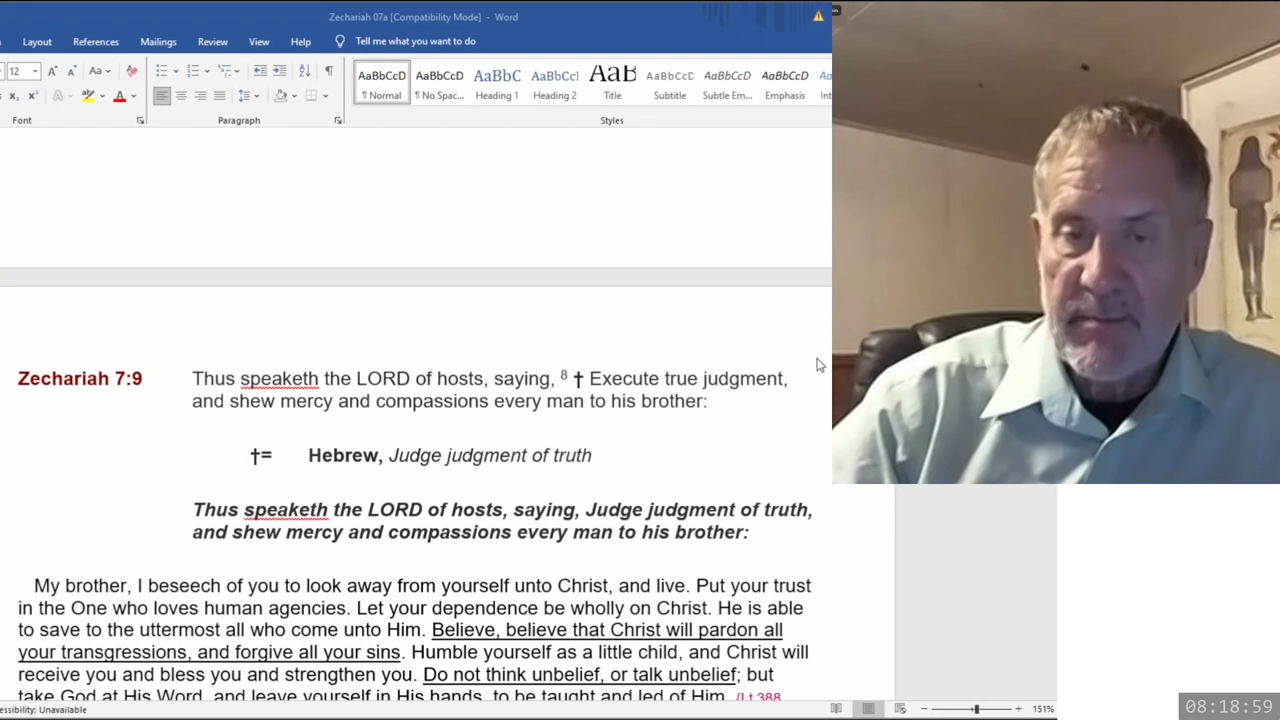 Zechariah 07a [Compatibility Mode] - Word
Layout References Mailings Review View Help Tell me what you want to do
12 Aa
AaBbCcD AaBbCcD AaBbC AaBbCcI AaB AaBbCcC AaBbCcD AaBbCcD
¶ Normal ¶ No Spac... Heading 1 Heading 2 Title Subtitle Subtle Em... Emphasis
Font Paragraph Styles
Zechariah 7:9 Thus speaketh the LORD of hosts, saying, ⁸ † Execute true judgment,
and shew mercy and compassions every man to his brother:
†= Hebrew, Judge judgment of truth
Thus speaketh the LORD of hosts, saying, Judge judgment of truth,
and shew mercy and compassions every man to his brother:
My brother, I beseech of you to look away from yourself unto Christ, and live. Put your trust
in the One who loves human agencies. Let your dependence be wholly on Christ. He is able
to save to the uttermost all who come unto Him. Believe, believe that Christ will pardon all
your transgressions, and forgive all your sins. Humble yourself as a little child, and Christ will
receive you and bless you and strengthen you. Do not think unbelief, or talk unbelief; but
take God at His Word, and leave yourself in His hands, to be taught and led of Him. {Lt 388,
ssibility: Unavailable 151%
08:18:59